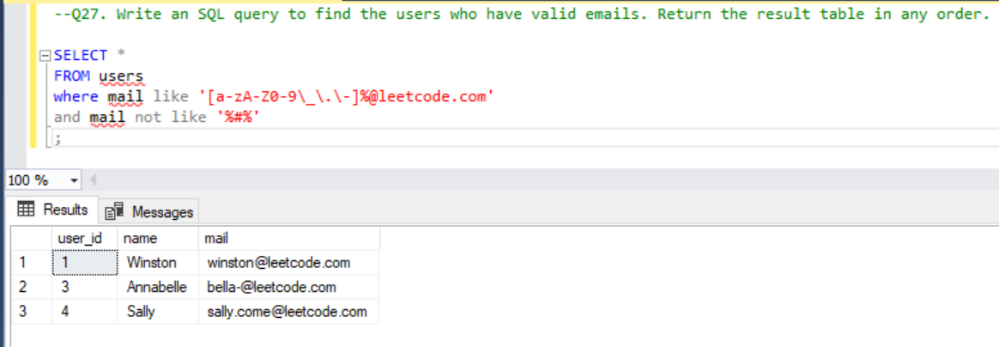 --Q27. Write an SQL query to find the users who have valid emails. Return the result table in any order.
SELECT *
FROM users
where mail like '[a-zA-Z0-9\_\.\-]%@leetcode.com'
and mail not like '%#%'
;
100 %
Results Messages
user_id name mail
1 1 Winston winston@leetcode.com
2 3 Annabelle bella-@leetcode.com
3 4 Sally sally.come@leetcode.com